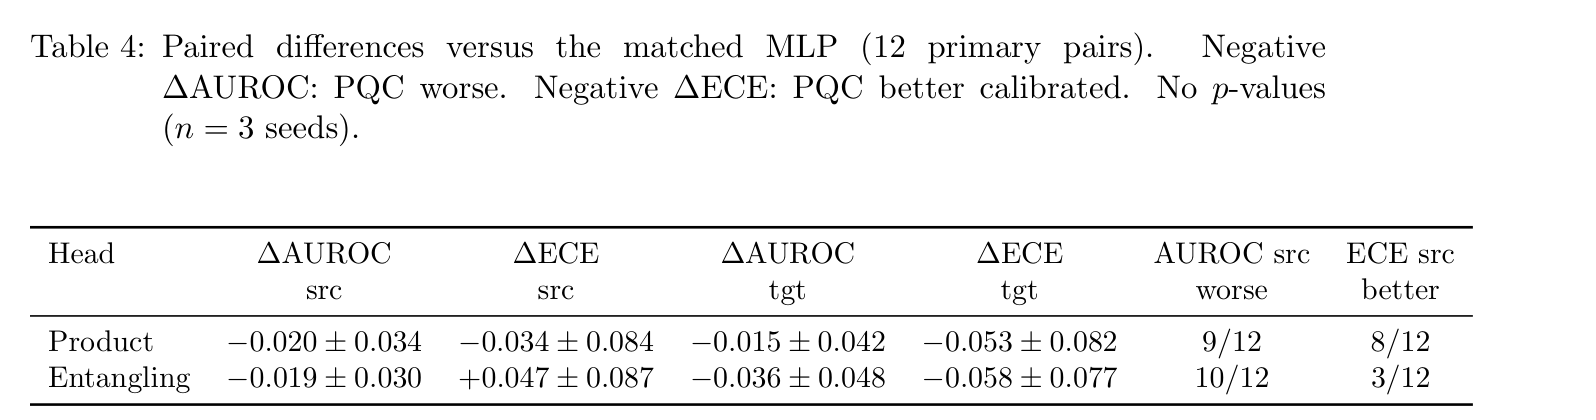 Table 4: Paired differences versus the matched MLP (12 primary pairs). Negative
ΔAUROC: PQC worse. Negative ΔECE: PQC better calibrated. No p-values
(n = 3 seeds).
Head ΔAUROC ΔECE ΔAUROC ΔECE AUROC src ECE src
src src tgt tgt worse better
Product −0.020 ± 0.034 −0.034 ± 0.084 −0.015 ± 0.042 −0.053 ± 0.082 9/12 8/12
Entangling −0.019 ± 0.030 +0.047 ± 0.087 −0.036 ± 0.048 −0.058 ± 0.077 10/12 3/12